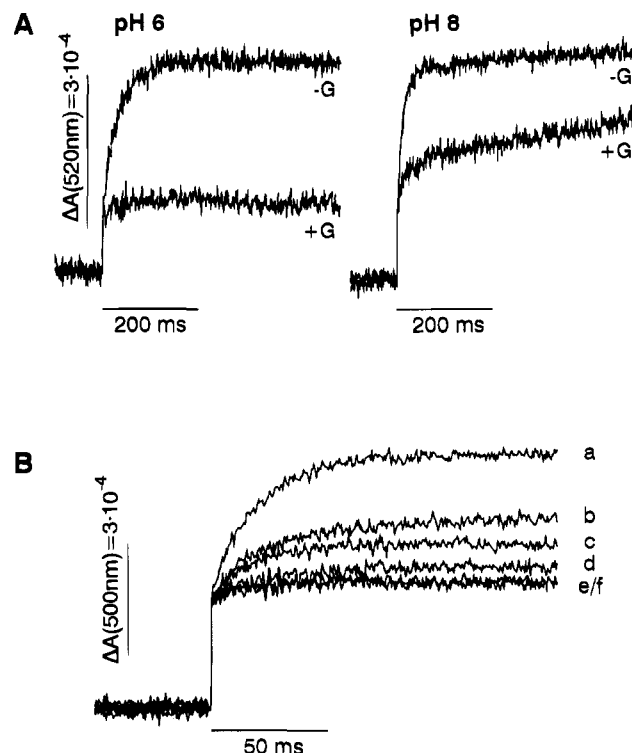 A
pH 6
pH 8
ΔA(520nm)=3·10⁻⁴
-G
-G
+G
+G
200 ms
200 ms
B
ΔA(500nm)=3·10⁻⁴
a
b
c
d
e/f
50 ms